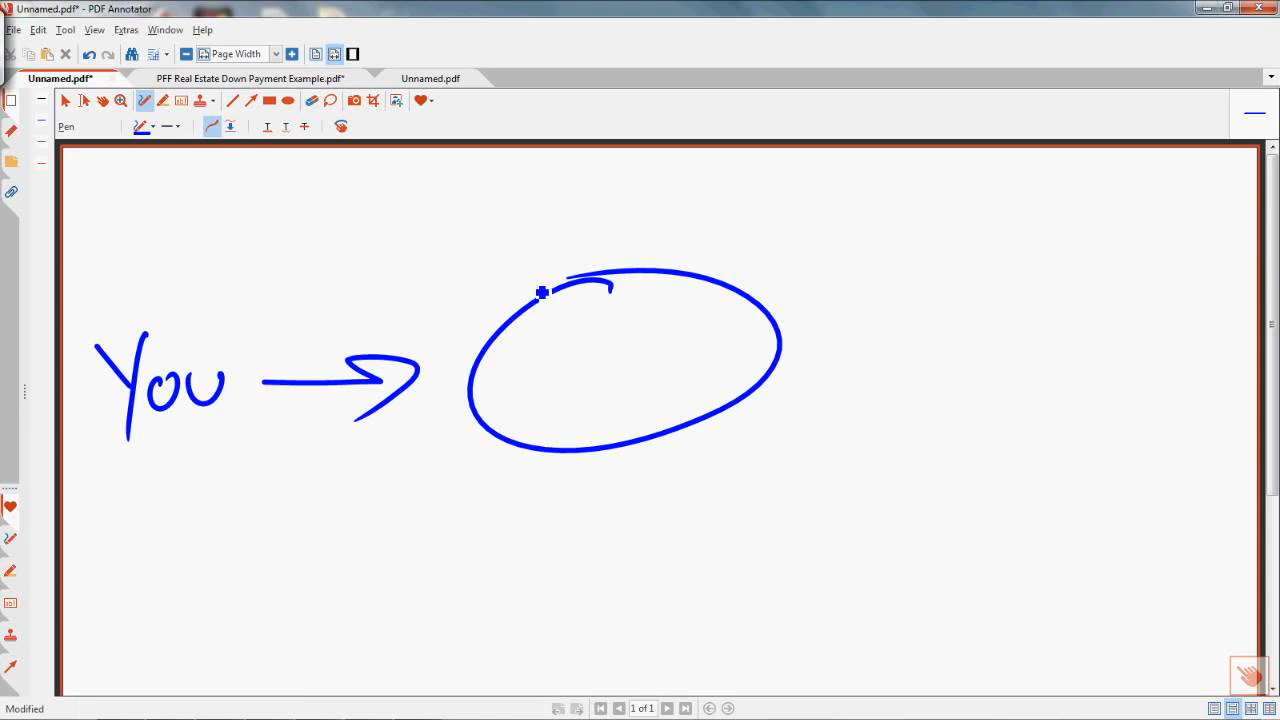 Unnamed.pdf* - PDF Annotator
File Edit Tool View Extras Window Help
Page Width
Unnamed.pdf* PFF Real Estate Down Payment Example.pdf* Unnamed.pdf
Pen
You
Modified
1 of 1